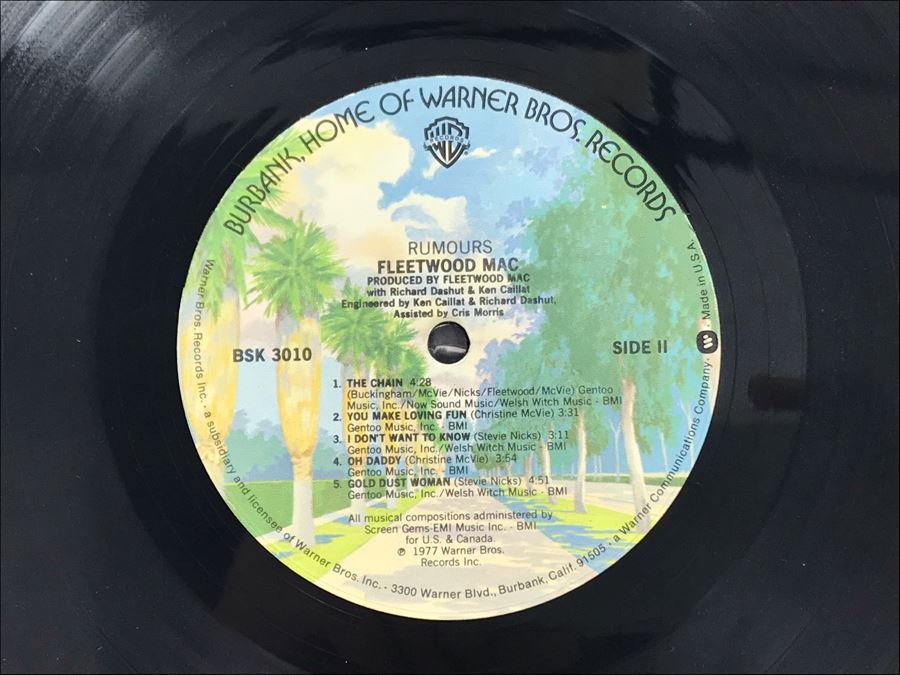 BURBANK, HOME OF WARNER BROS. RECORDS
WB
RECORDS
®
RUMOURS
FLEETWOOD MAC
PRODUCED BY FLEETWOOD MAC
with Richard Dashut & Ken Caillat
Engineered by Ken Caillat & Richard Dashut,
Assisted by Cris Morris
BSK 3010
SIDE II
1. THE CHAIN 4:28
(Buckingham/McVie/Nicks/Fleetwood/McVie) Gentoo
Music, Inc./Now Sound Music/Welsh Witch Music - BMI
2. YOU MAKE LOVING FUN (Christine McVie) 3:31
Gentoo Music, Inc. - BMI
3. I DON'T WANT TO KNOW (Stevie Nicks) 3:11
Gentoo Music, Inc./Welsh Witch Music - BMI
4. OH DADDY (Christine McVie) 3:54
Gentoo Music, Inc. - BMI
5. GOLD DUST WOMAN (Stevie Nicks) 4:51
Gentoo Music, Inc./Welsh Witch Music - BMI
All musical compositions administered by
Screen Gems-EMI Music Inc. - BMI
for U.S. & Canada
℗ 1977 Warner Bros.
Records Inc.
Warner Bros. Records Inc. · a subsidiary and licensee of Warner Bros. Inc. · 3300 Warner Blvd., Burbank, Calif. 91505 · a Warner Communications Company · Made in U.S.A.